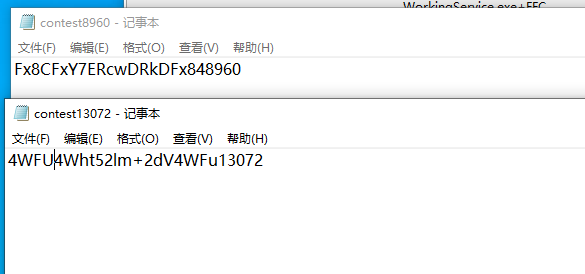 WorkingService.exe+FFC
contest8960 - 记事本
文件(F) 编辑(E) 格式(O) 查看(V) 帮助(H)
Fx8CFxY7ERcwDRkDFx848960
contest13072 - 记事本
文件(F) 编辑(E) 格式(O) 查看(V) 帮助(H)
4WFU4Wht52lm+2dV4WFu13072